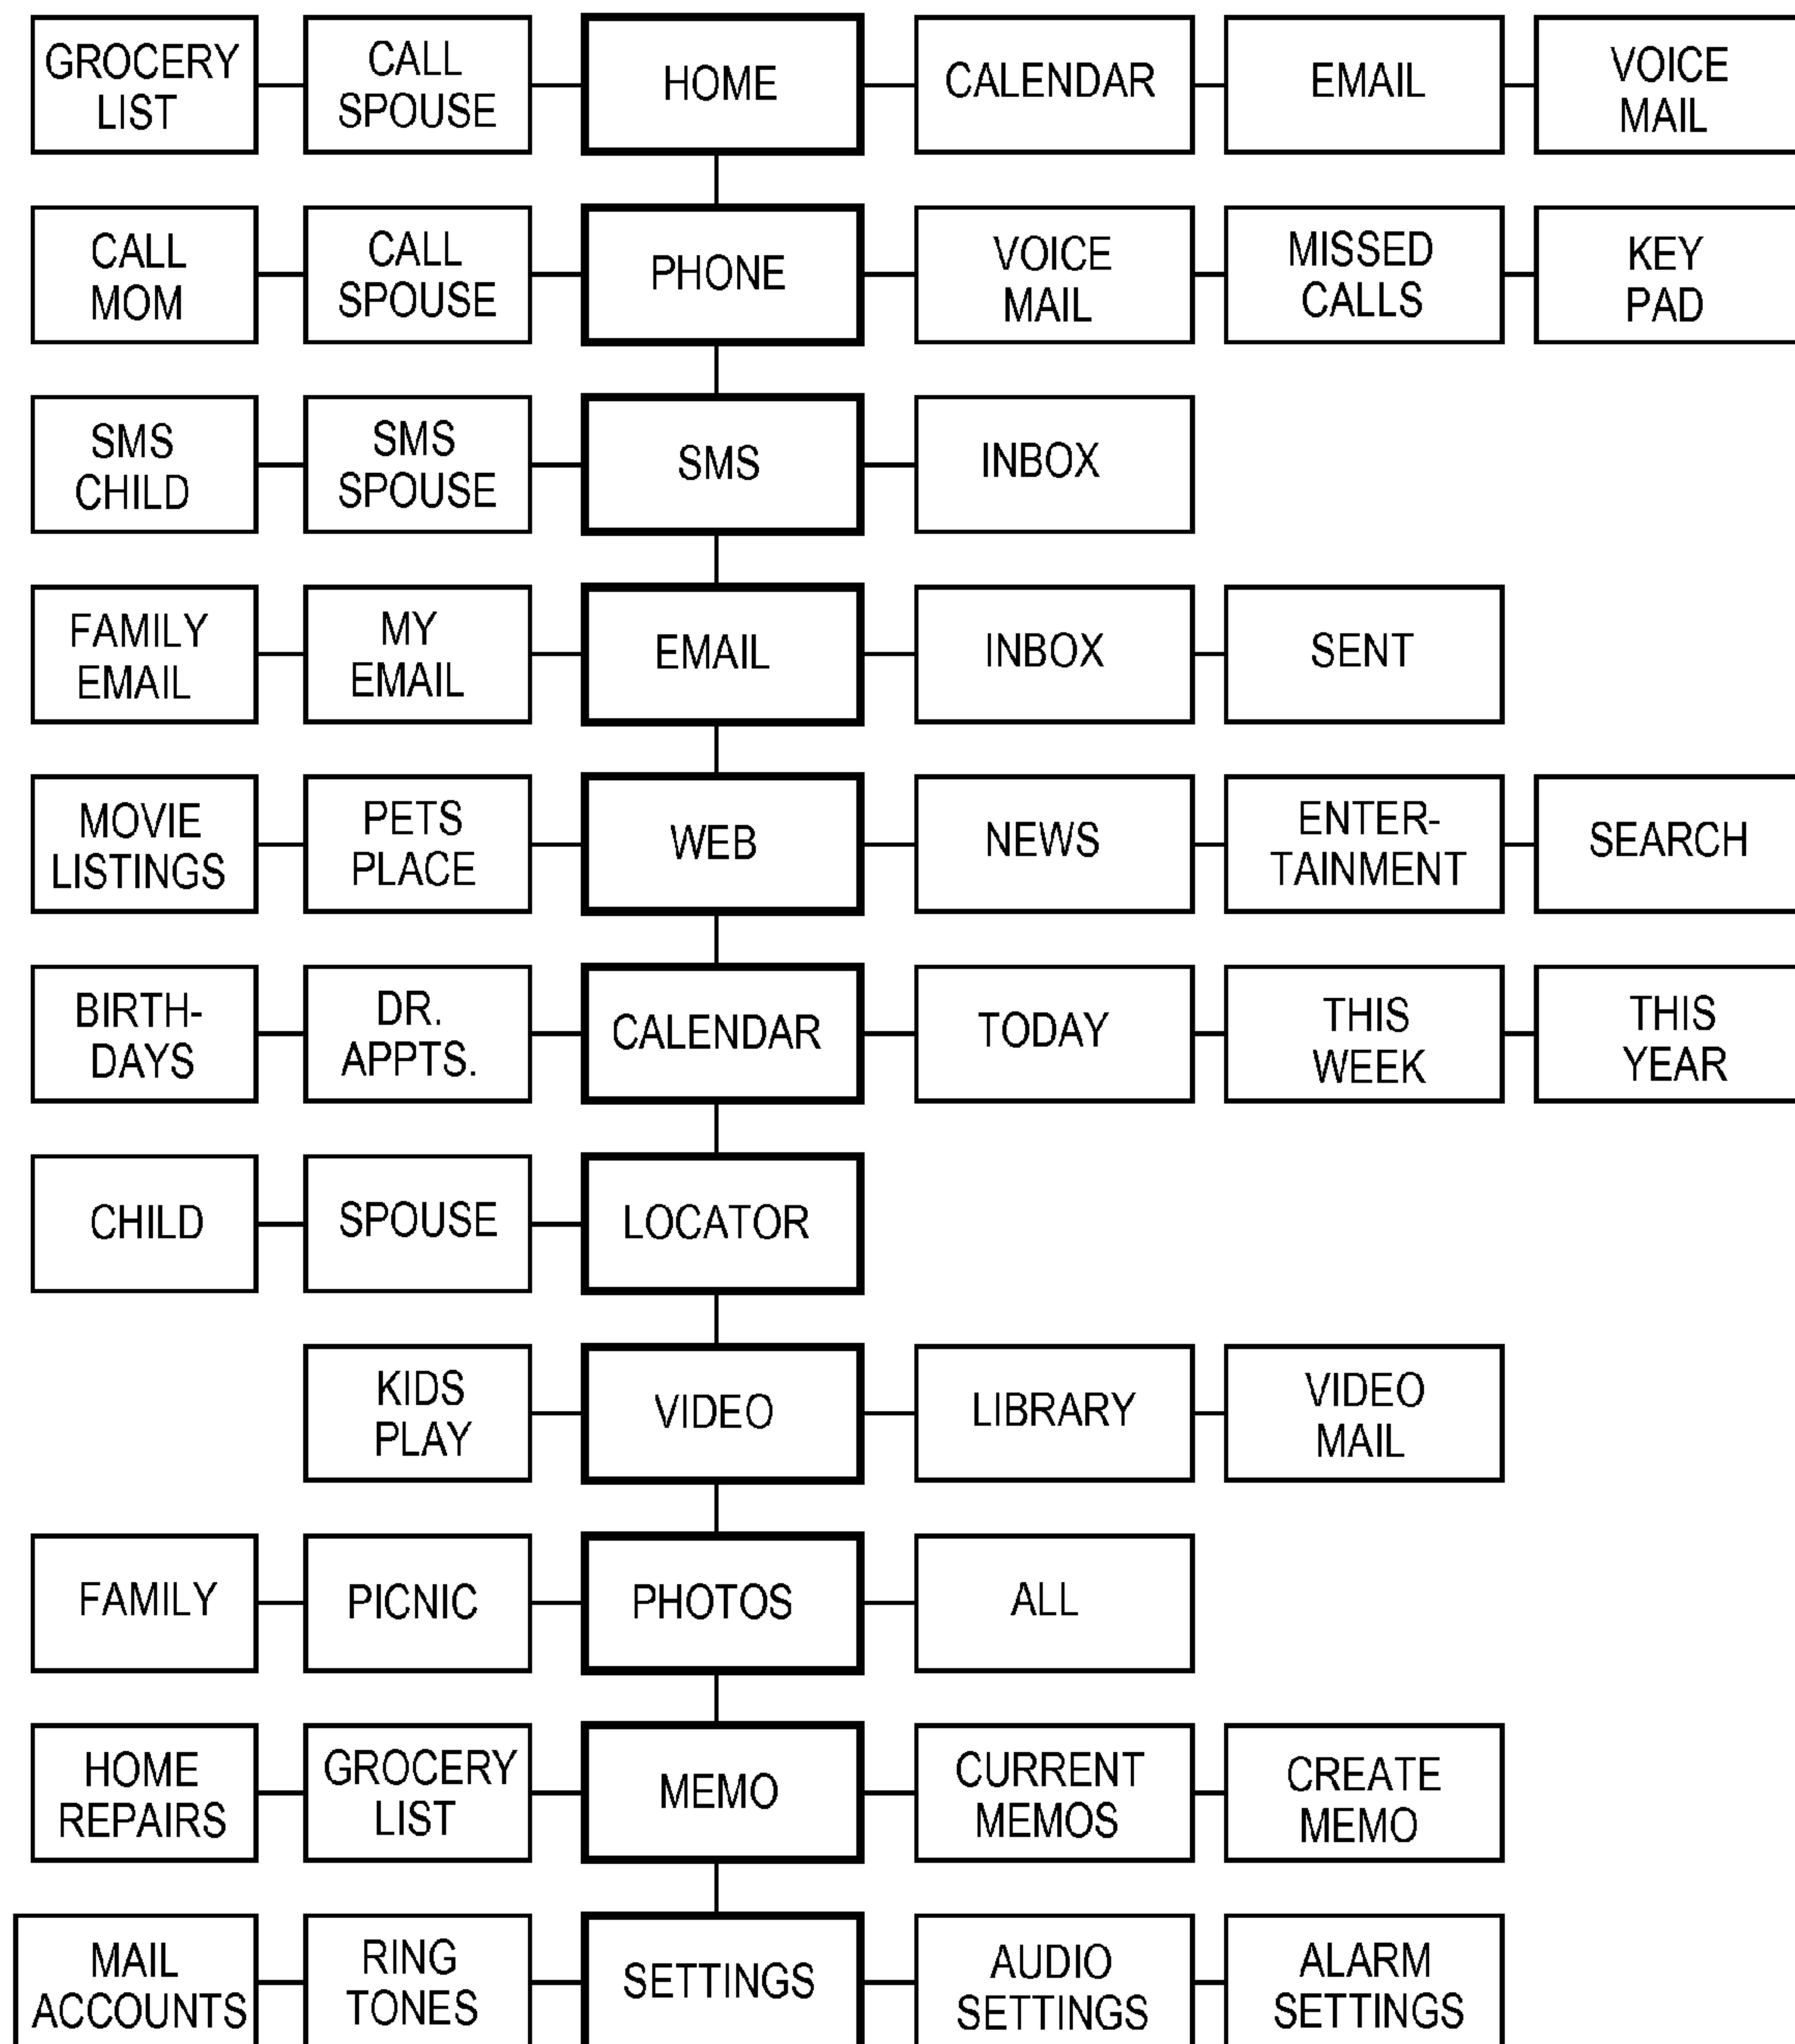 GROCERY
LIST
CALL
SPOUSE
HOME
CALENDAR
EMAIL
VOICE
MAIL
CALL
MOM
CALL
SPOUSE
PHONE
VOICE
MAIL
MISSED
CALLS
KEY
PAD
SMS
CHILD
SMS
SPOUSE
SMS
INBOX
FAMILY
EMAIL
MY
EMAIL
EMAIL
INBOX
SENT
MOVIE
LISTINGS
PETS
PLACE
WEB
NEWS
ENTER-
TAINMENT
SEARCH
BIRTH-
DAYS
DR.
APPTS.
CALENDAR
TODAY
THIS
WEEK
THIS
YEAR
CHILD
SPOUSE
LOCATOR
KIDS
PLAY
VIDEO
LIBRARY
VIDEO
MAIL
FAMILY
PICNIC
PHOTOS
ALL
HOME
REPAIRS
GROCERY
LIST
MEMO
CURRENT
MEMOS
CREATE
MEMO
MAIL
ACCOUNTS
RING
TONES
SETTINGS
AUDIO
SETTINGS
ALARM
SETTINGS